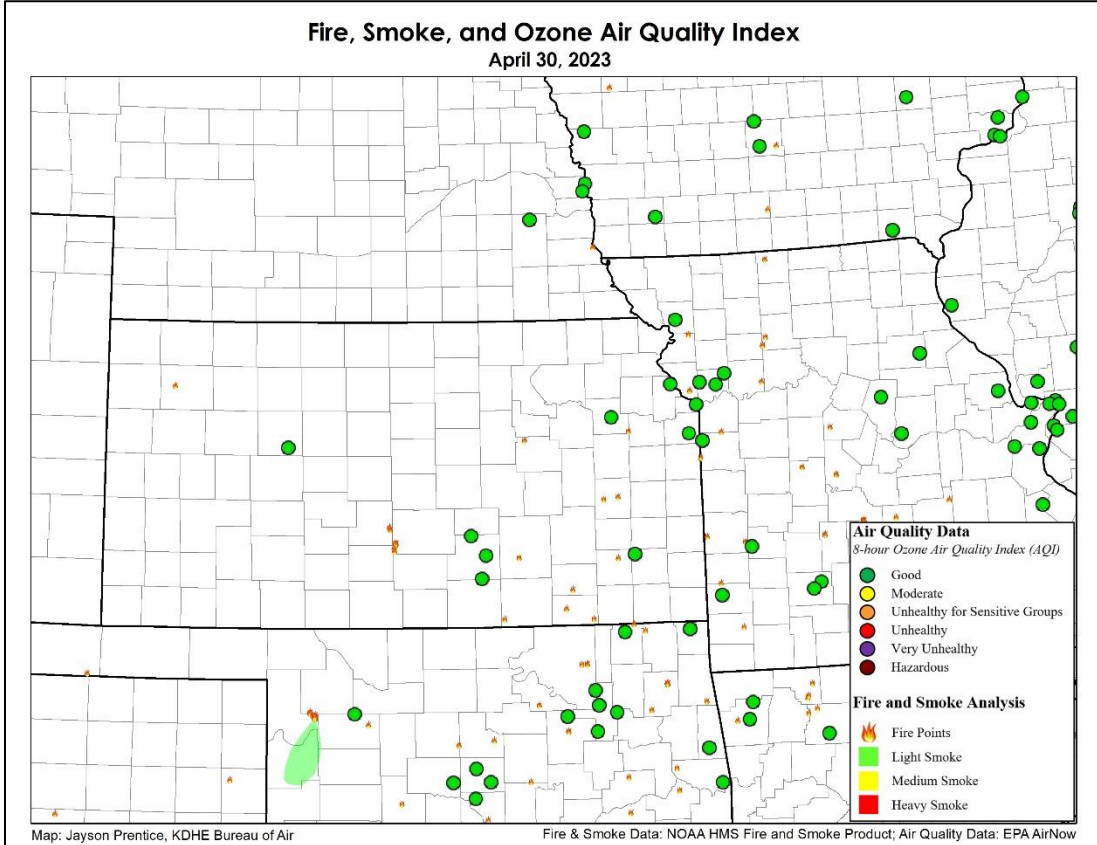 Fire, Smoke, and Ozone Air Quality Index
April 30, 2023
Air Quality Data
8-hour Ozone Air Quality Index (AQI)
Good
Moderate
Unhealthy for Sensitive Groups
Unhealthy
Very Unhealthy
Hazardous
Fire and Smoke Analysis
Fire Points
Light Smoke
Medium Smoke
Heavy Smoke
Map: Jayson Prentice, KDHE Bureau of Air
Fire & Smoke Data: NOAA HMS Fire and Smoke Product; Air Quality Data: EPA AirNow